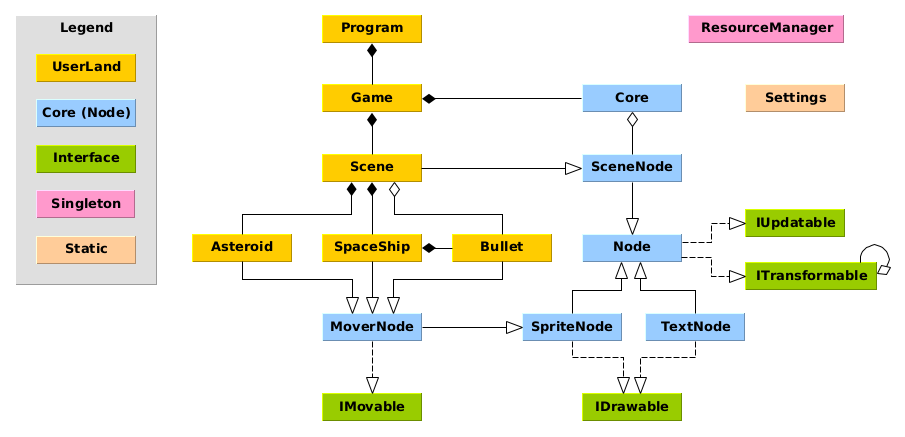 Legend
UserLand
Core (Node)
Interface
Singleton
Static
Program
ResourceManager
Game
Core
Settings
Scene
SceneNode
Asteroid
SpaceShip
Bullet
Node
IUpdatable
ITransformable
MoverNode
SpriteNode
TextNode
IMovable
IDrawable